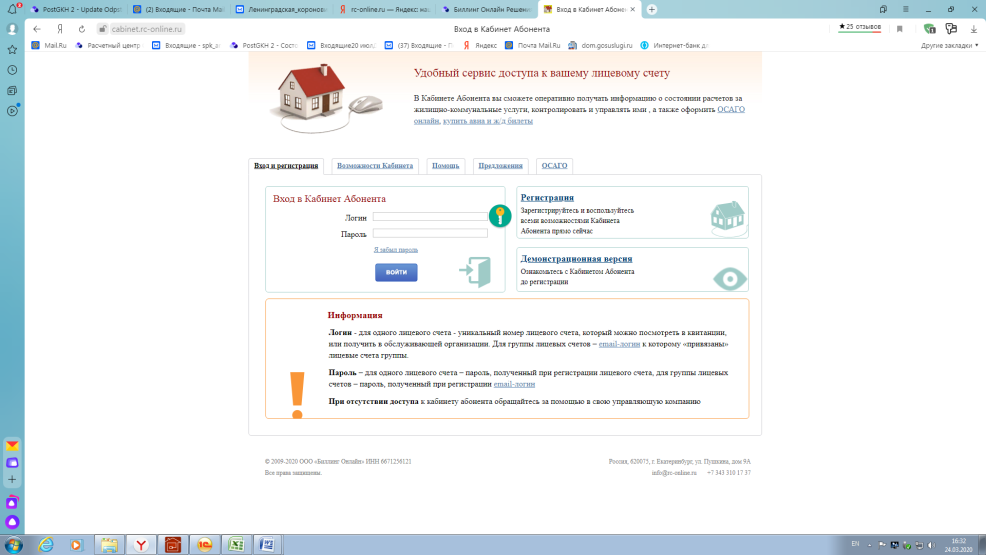 PostGKH 2 - Update Odpr
(2) Входящие - Почта Mail
Ленинградская_коронов
rc-online.ru — Яндекс: наш
Биллинг Онлайн Решени
Вход в Кабинет Абонен
cabinet.rc-online.ru
Вход в Кабинет Абонента
★25 отзывов
Mail.Ru
Расчетный центр
Входящие - spk_e
PostGKH 2 - Состо
Входящие20 июл
(37) Входящие - П
Яндекс
Почта Mail.Ru
dom.gosuslugi.ru
Интернет-банк д
Другие закладки
Удобный сервис доступа к вашему лицевому счету
В Кабинете Абонента вы сможете оперативно получать информацию о состоянии расчетов за
жилищно-коммунальные услуги, контролировать и управлять ими , а также оформить ОСАГО
онлайн, купить авиа и ж/д билеты
Вход и регистрация
Возможности Кабинета
Помощь
Предложения
ОСАГО
Вход в Кабинет Абонента
Логин
Пароль
Я забыл пароль
ВОЙТИ
Регистрация
Зарегистрируйтесь и воспользуйтесь
всеми возможностями Кабинета
Абонента прямо сейчас
Демонстрационная версия
Ознакомьтесь с Кабинетом Абонента
до регистрации
Информация
Логин - для одного лицевого счета - уникальный номер лицевого счета, который можно посмотреть в квитанции,
или получить в обслуживающей организации. Для группы лицевых счетов – email-логин к которому «привязаны»
лицевые счета группы.
Пароль – для одного лицевого счета – пароль, полученный при регистрации лицевого счета, для группы лицевых
счетов – пароль, полученный при регистрации email-логин
При отсутствии доступа к кабинету абонента обращайтесь за помощью в свою управляющую компанию
© 2009-2020 ООО «Биллинг Онлайн» ИНН 6671256121
Все права защищены.
Россия, 620075, г. Екатеринбург, ул. Пушкина, дом 9А
info@rc-online.ru +7 343 310 17 37
EN
16:32
24.03.2020